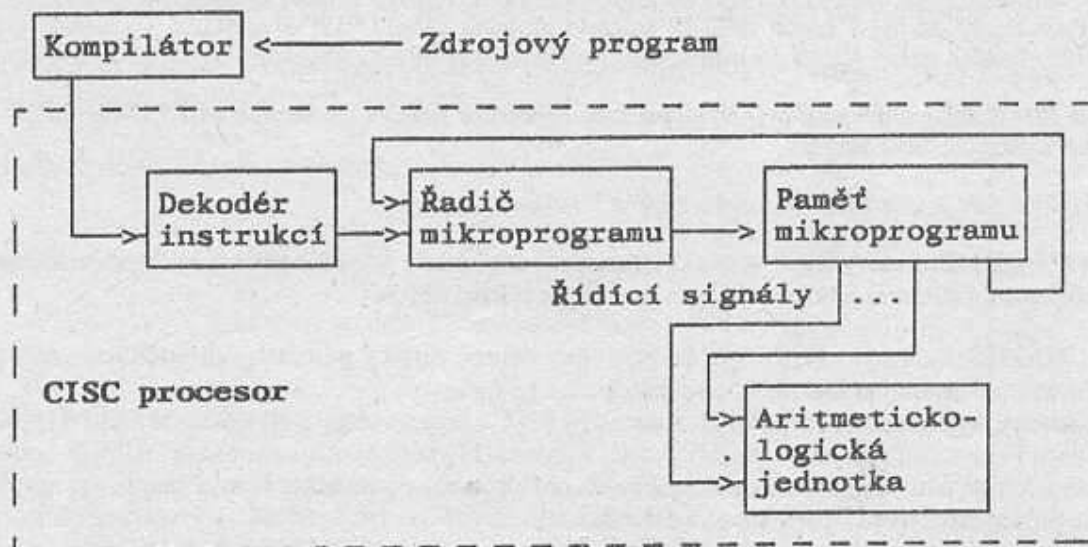 Kompilátor
Zdrojový program
Dekodér
instrukcí
Řadič
mikroprogramu
Paměť
mikroprogramu
Řídící signály ...
CISC procesor
Aritmeticko-
logická
jednotka